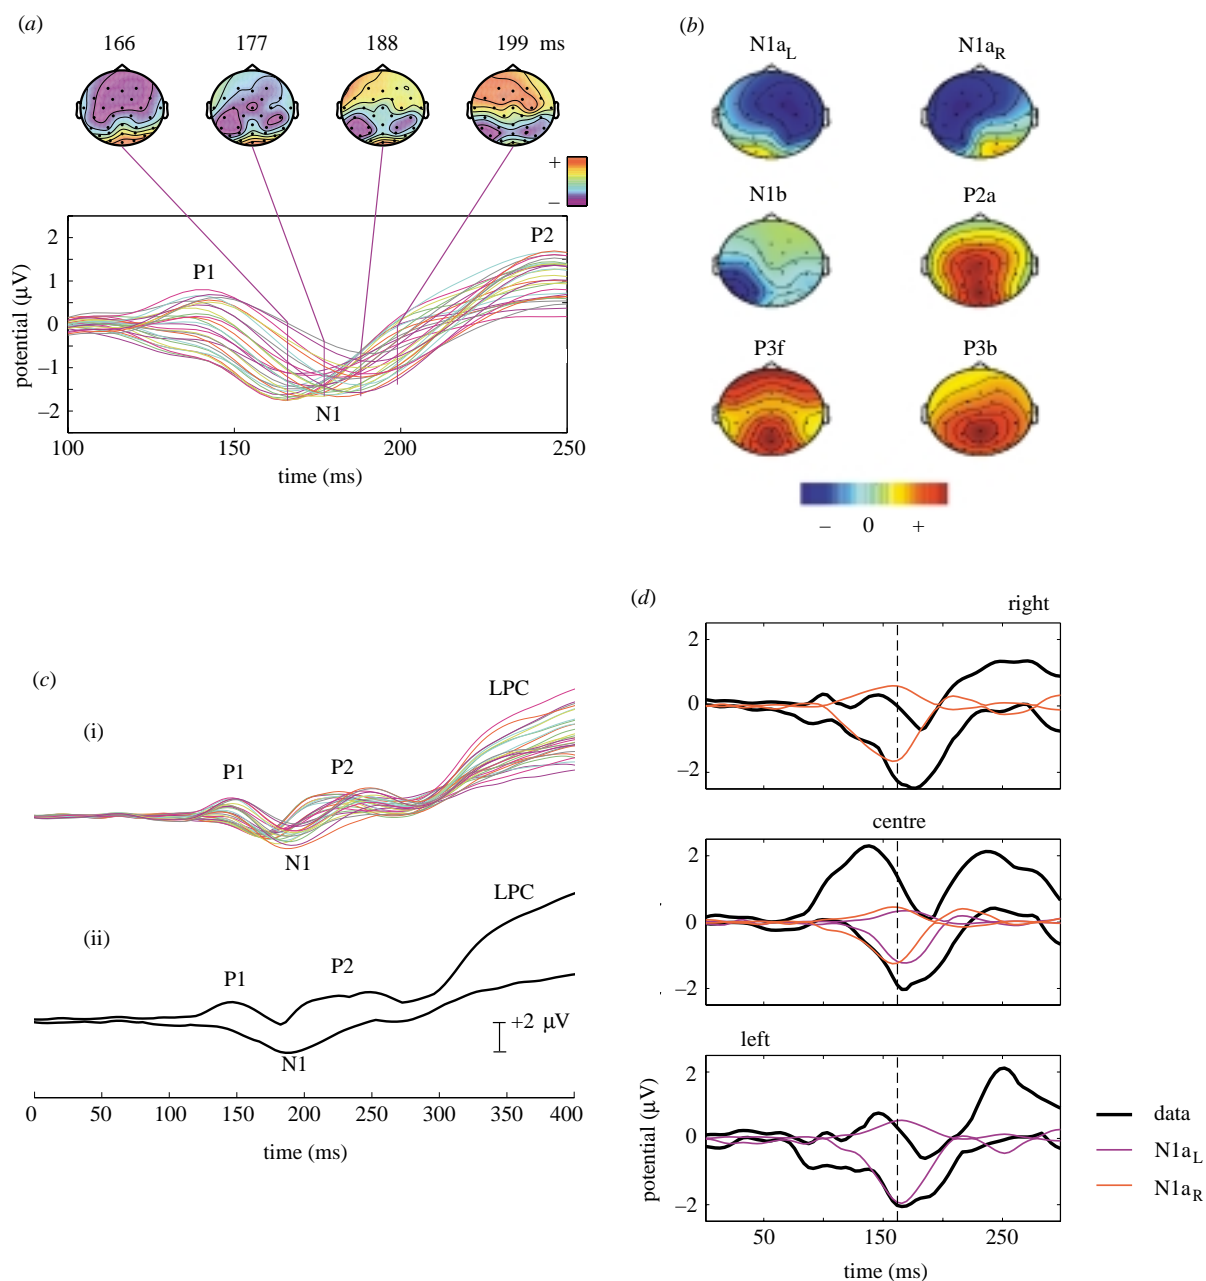 (a)
166 177 188 199 ms
+
–
P1
N1
P2
2
1
0
–1
–2
potential (μV)
100 150 200 250
time (ms)
(b)
N1aL N1aR
N1b P2a
P3f P3b
– 0 +
(c)
(i)
P1
N1
P2
LPC
(ii)
P1
N1
P2
LPC
+2 μV
0 50 100 150 200 250 300 350 400
time (ms)
(d)
right
2
0
–2
centre
2
0
–2
left
2
0
–2
potential (μV)
50 150 250
time (ms)
data
N1aL
N1aR